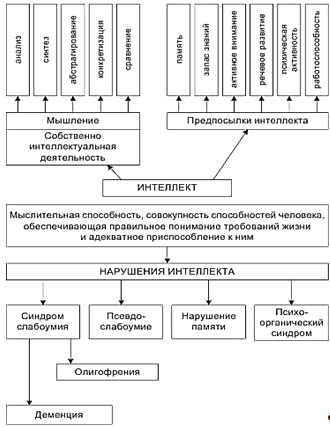 анализ
синтез
абстрагирование
конкретизация
сравнение
память
запас знаний
активное внимание
речевое развитие
психическая
активность
работоспособность
Мышление
Собственно
интеллектуальная
деятельность
Предпосылки интеллекта
ИНТЕЛЛЕКТ
Мыслительная способность, совокупность способностей человека,
обеспечивающая правильное понимание требований жизни
и адекватное приспособление к ним
НАРУШЕНИЯ ИНТЕЛЛЕКТА
Синдром
слабоумия
Псевдо-
слабоумие
Нарушение
памяти
Психо-
органический
синдром
Олигофрения
Деменция